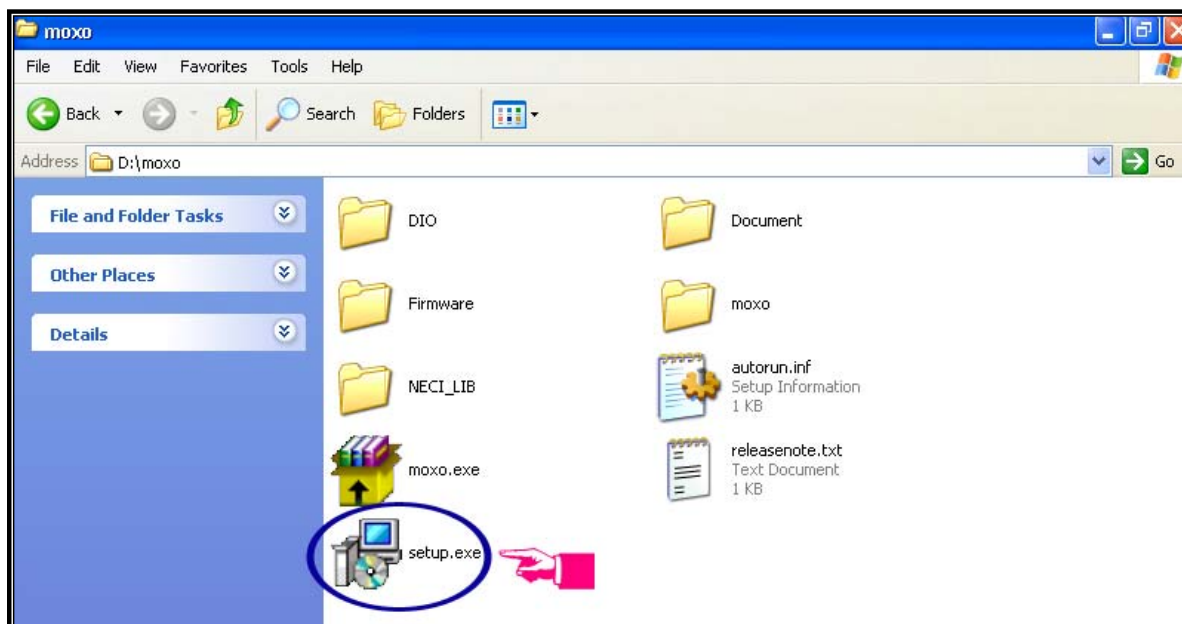 moxo
File Edit View Favorites Tools Help
Back Search Folders
Address D:\moxo Go
File and Folder Tasks
Other Places
Details
DIO
Document
Firmware
moxo
NECI_LIB
autorun.inf
Setup Information
1 KB
moxo.exe
releasenote.txt
Text Document
1 KB
setup.exe